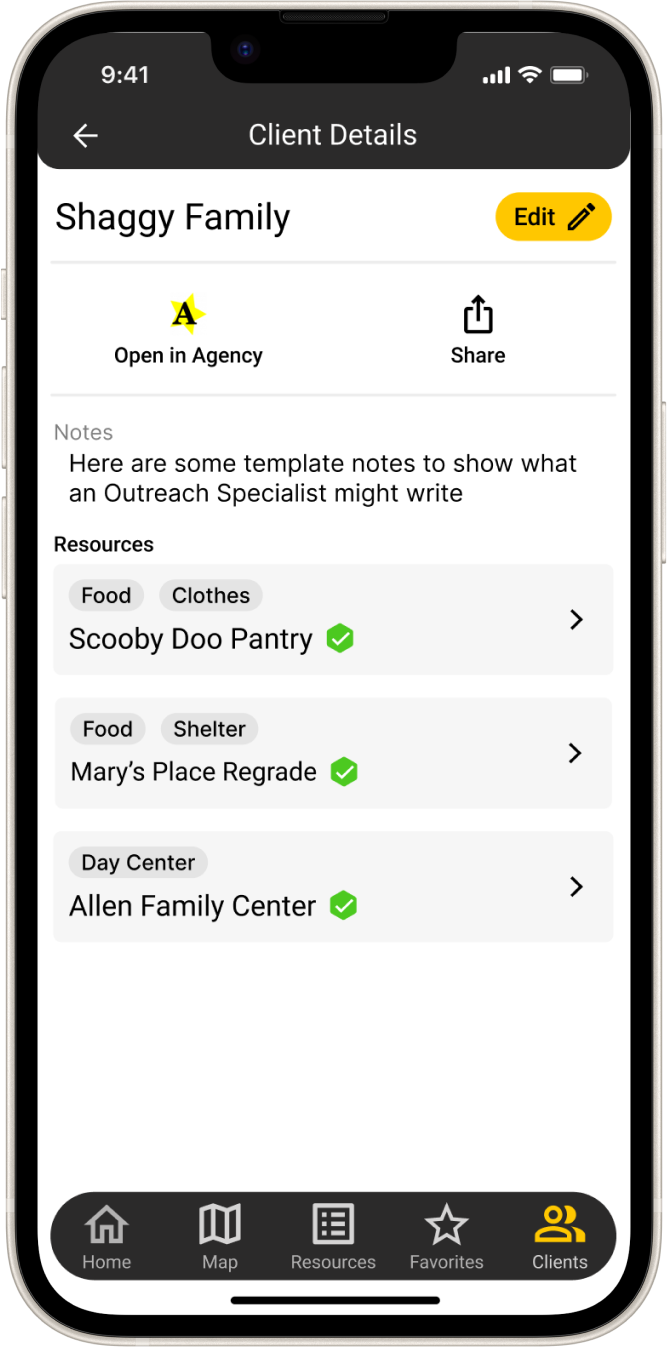 9:41
Client Details
Shaggy Family
Edit
A
Open in Agency
Share
Notes
Here are some template notes to show what
an Outreach Specialist might write
Resources
Food Clothes
Scooby Doo Pantry
Food Shelter
Mary’s Place Regrade
Day Center
Allen Family Center
Home Map Resources Favorites Clients